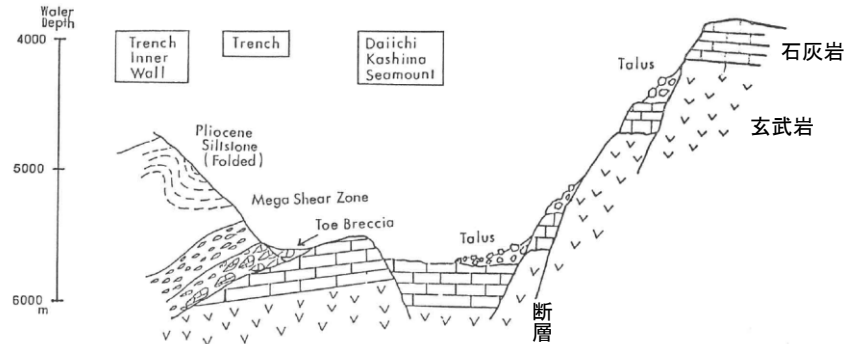 Water
Depth
4000
5000
6000
m
Trench
Inner
Wall
Trench
Daiichi
Kashima
Seamount
Talus
石灰岩
玄武岩
Pliocene
Siltstone
(Folded)
Mega Shear Zone
Toe Breccia
Talus
断層